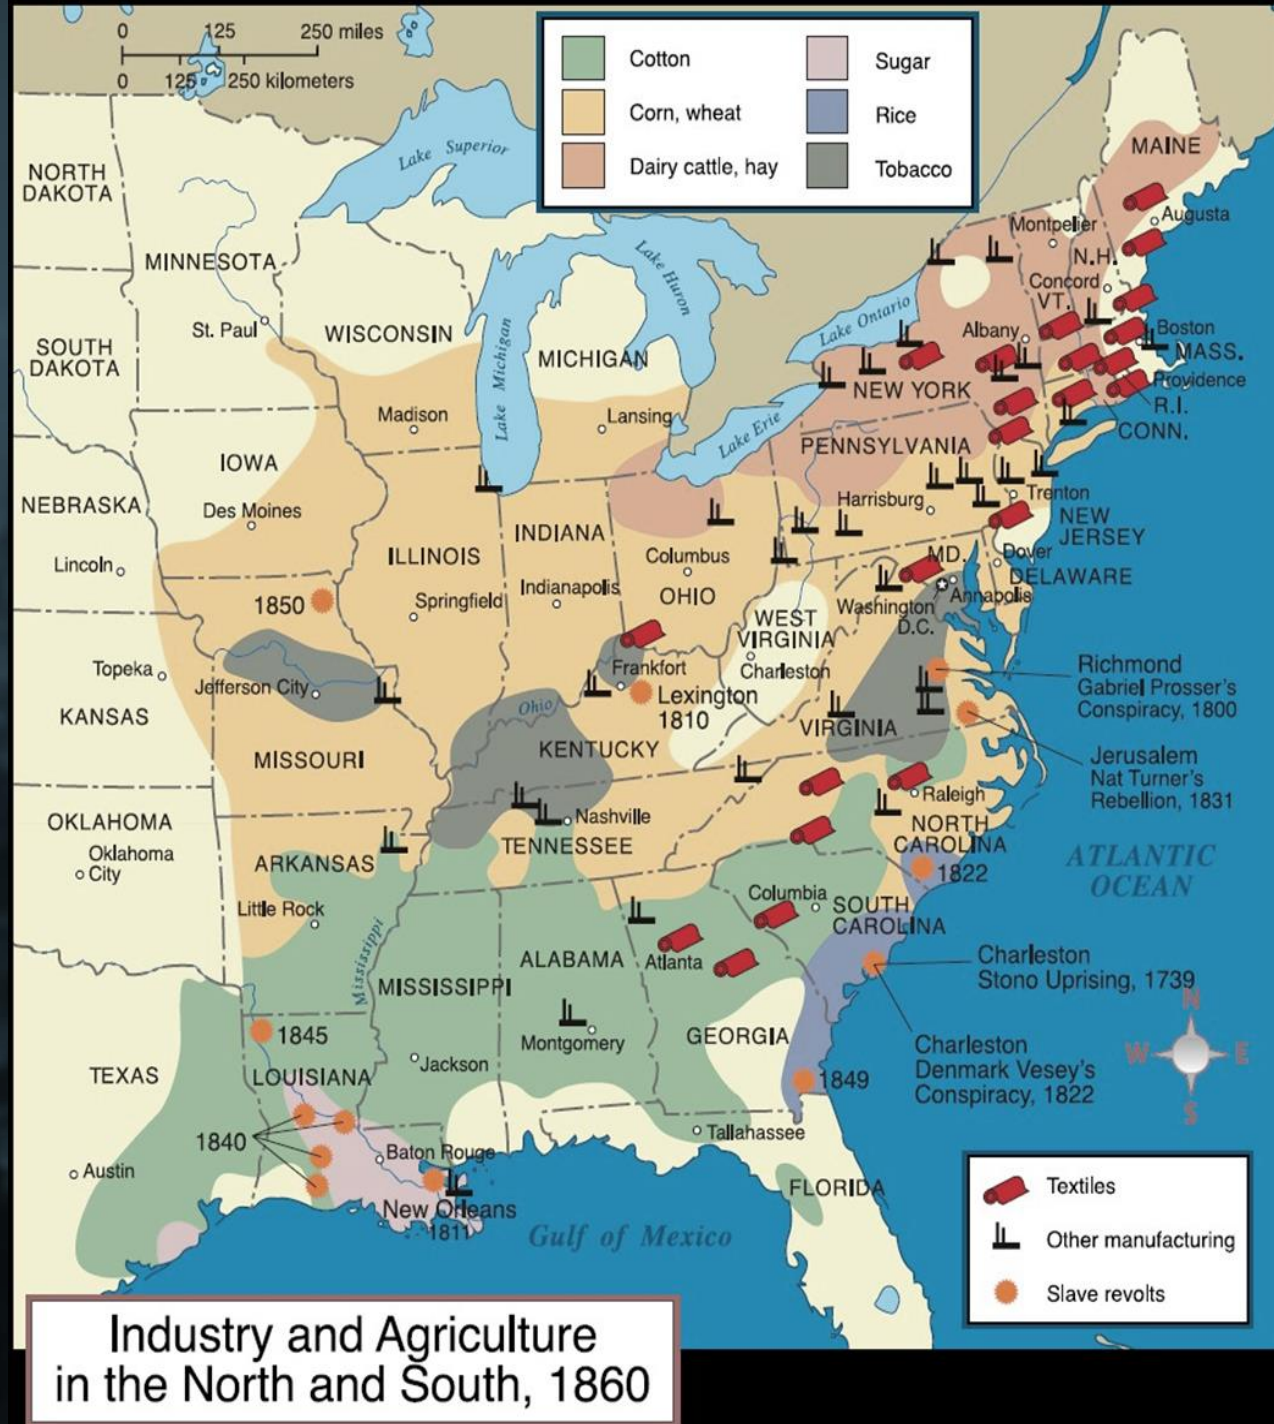 0 125 250 miles
0 125 250 kilometers
Cotton
Corn, wheat
Dairy cattle, hay
Sugar
Rice
Tobacco
Lake Superior
Lake Huron
Lake Michigan
Lake Ontario
Lake Erie
NORTH
DAKOTA
MINNESOTA
St. Paul
SOUTH
DAKOTA
WISCONSIN
Madison
MICHIGAN
Lansing
MAINE
Augusta
Montpelier
N.H.
Concord
VT.
Albany
Boston
MASS.
Providence
R.I.
CONN.
NEW YORK
PENNSYLVANIA
Harrisburg
Trenton
NEW
JERSEY
MD.
Dover
DELAWARE
Annapolis
Washington
D.C.
IOWA
Des Moines
NEBRASKA
Lincoln
ILLINOIS
Springfield
INDIANA
Indianapolis
Columbus
OHIO
WEST
VIRGINIA
Charleston
1850
Topeka
KANSAS
Jefferson City
MISSOURI
Frankfort
Lexington
1810
Ohio
KENTUCKY
VIRGINIA
Richmond
Gabriel Prosser's
Conspiracy, 1800
Jerusalem
Nat Turner's
Rebellion, 1831
OKLAHOMA
Oklahoma
City
ARKANSAS
Little Rock
Nashville
TENNESSEE
Raleigh
NORTH
CAROLINA
1822
ATLANTIC
OCEAN
Columbia
SOUTH
CAROLINA
Mississippi
MISSISSIPPI
Jackson
ALABAMA
Montgomery
Atlanta
GEORGIA
Charleston
Stono Uprising, 1739
Charleston
Denmark Vesey's
Conspiracy, 1822
1849
N
W E
S
TEXAS
Austin
1845
LOUISIANA
1840
Baton Rouge
New Orleans
1811
Tallahassee
FLORIDA
Gulf of Mexico
Textiles
Other manufacturing
Slave revolts
Industry and Agriculture
in the North and South, 1860